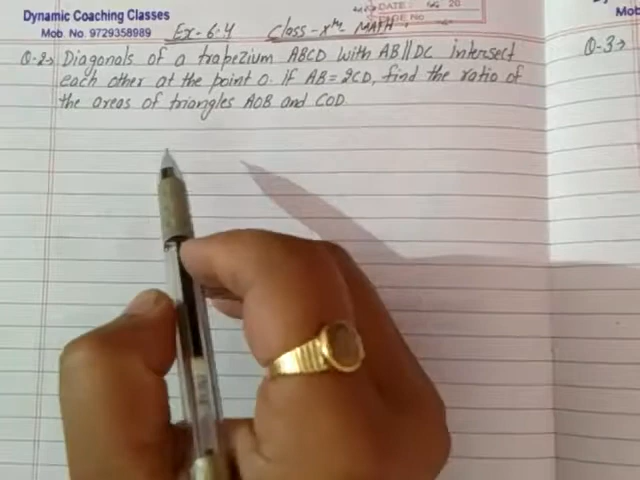 Dynamic Coaching Classes
Mob. No. 9729358989
Ex-6.4 Class-xth MATH.
DATE: 20
Mob
Q-2→ Diagonals of a trapezium ABCD with AB||DC intersect
each other at the point O. If AB=2CD, find the ratio of
the areas of triangles AOB and COD.
Q-3→